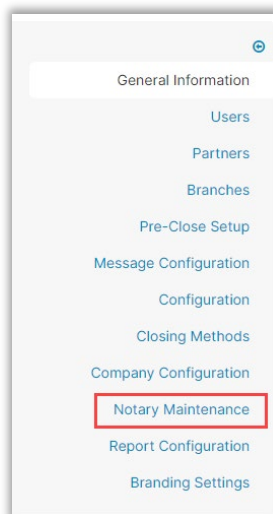 General Information
Users
Partners
Branches
Pre-Close Setup
Message Configuration
Configuration
Closing Methods
Company Configuration
Notary Maintenance
Report Configuration
Branding Settings